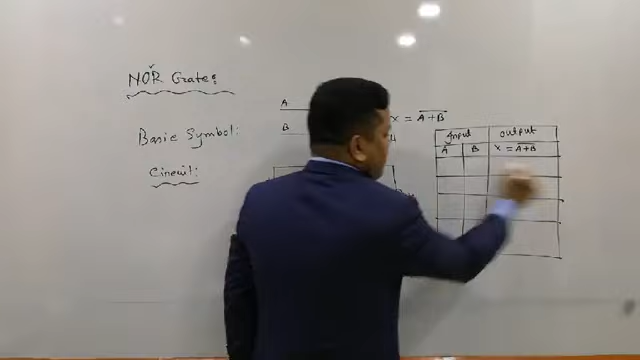 NOR Gate:
Basic Symbol:
Circuit:
A
B
x = A+B
Input output
A B x = A+B